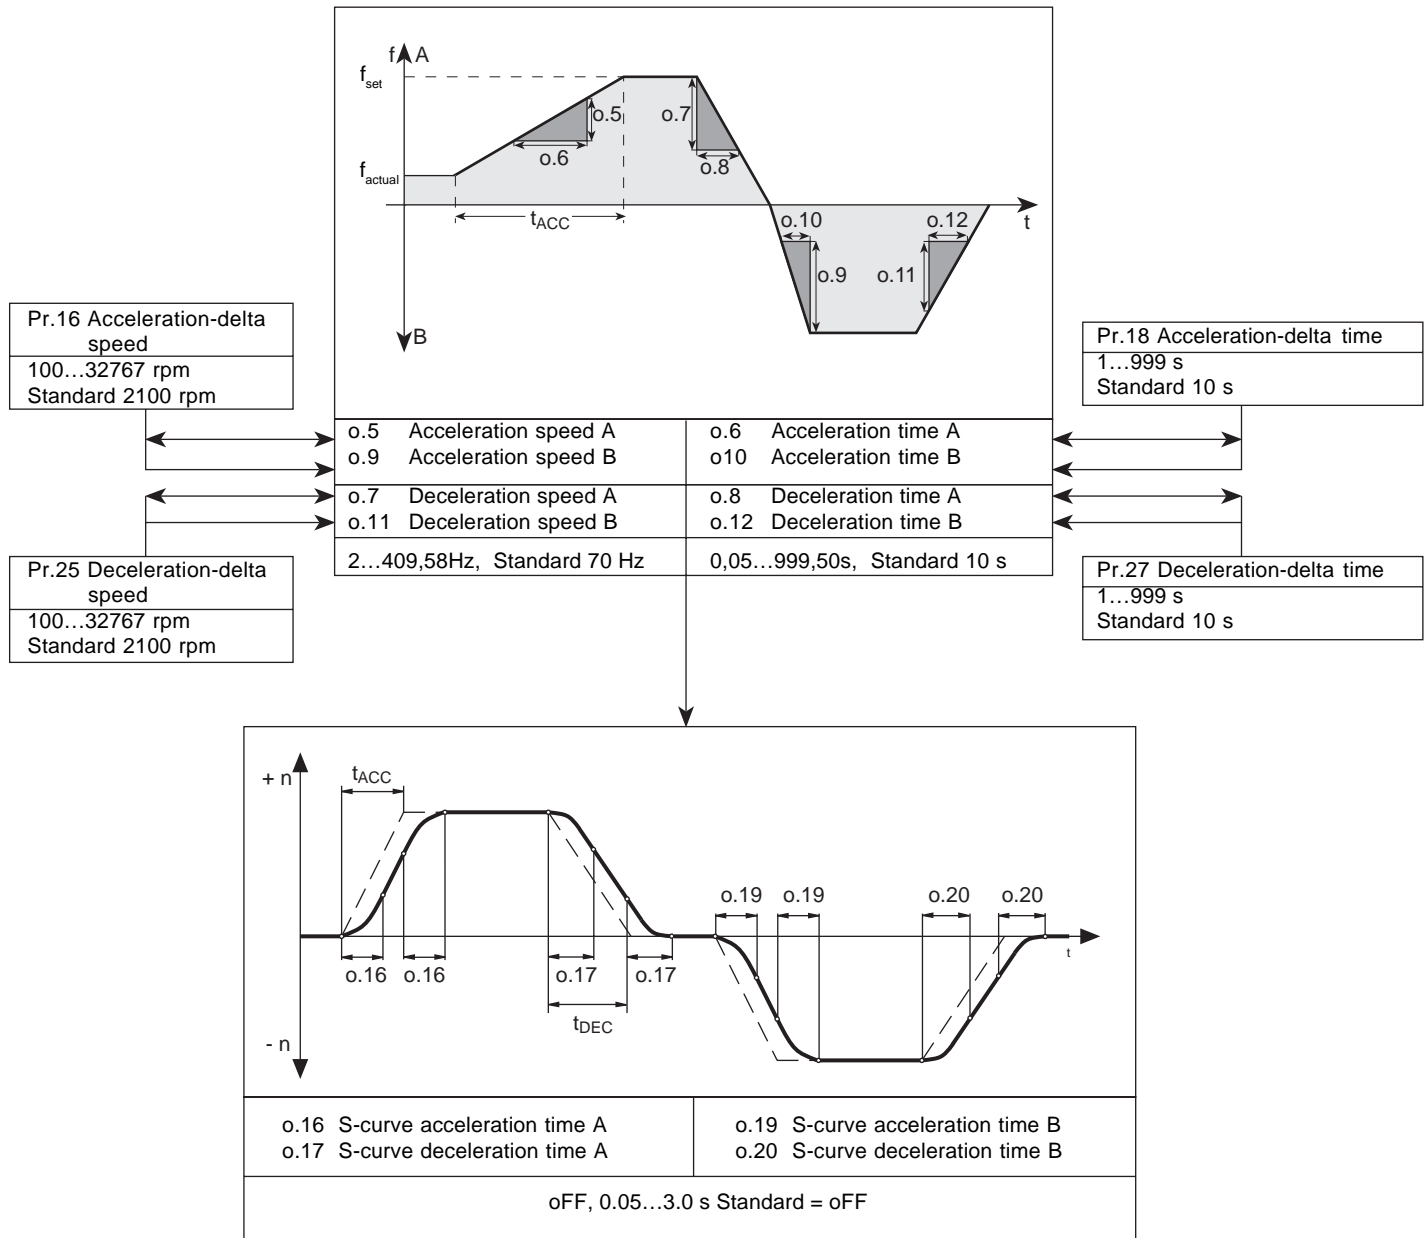 f A
fset
o.5
o.7
o.6
o.8
factual
tACC
t
o.10
o.12
o.9
o.11
B
Pr.16 Acceleration-delta
speed
100…32767 rpm
Standard 2100 rpm
Pr.18 Acceleration-delta time
1…999 s
Standard 10 s
o.5 Acceleration speed A
o.6 Acceleration time A
o.9 Acceleration speed B
o10 Acceleration time B
o.7 Deceleration speed A
o.8 Deceleration time A
o.11 Deceleration speed B
o.12 Deceleration time B
2…409,58Hz, Standard 70 Hz
0,05…999,50s, Standard 10 s
Pr.25 Deceleration-delta
speed
100…32767 rpm
Standard 2100 rpm
Pr.27 Deceleration-delta time
1…999 s
Standard 10 s
+ n
tACC
o.19
o.19
o.20
o.20
o.16
o.16
o.17
o.17
t
tDEC
- n
o.16 S-curve acceleration time A
o.17 S-curve deceleration time A
o.19 S-curve acceleration time B
o.20 S-curve deceleration time B
oFF, 0.05…3.0 s Standard = oFF